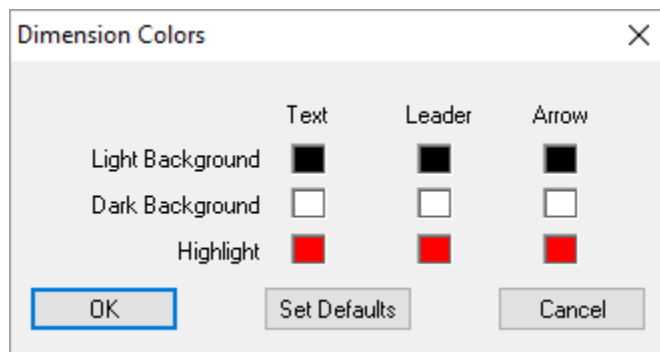 Dimension Colors
Text Leader Arrow
Light Background
Dark Background
Highlight
OK Set Defaults Cancel